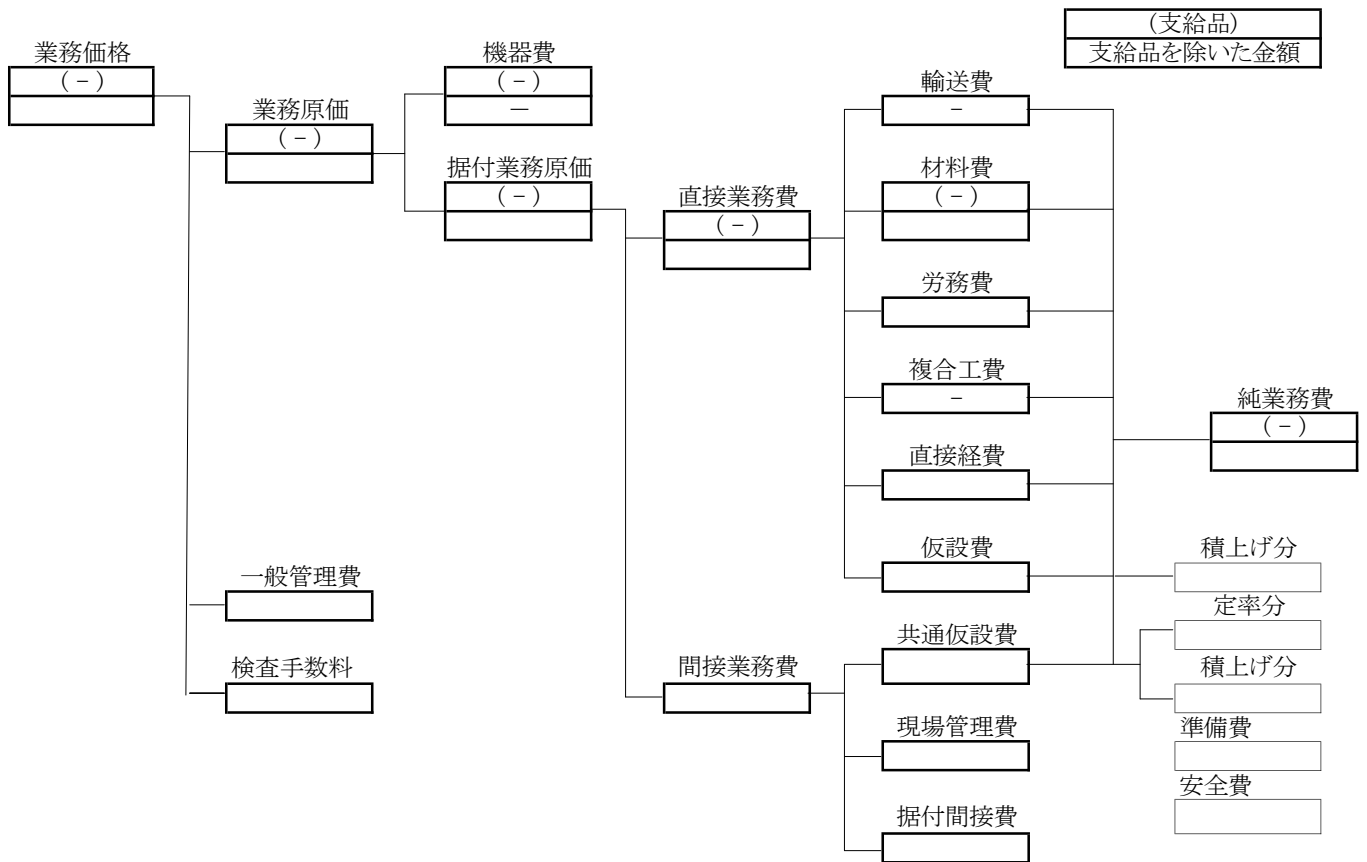 (支給品)
支給品を除いた金額
業務価格
(-)
業務原価
(-)
一般管理費
検査手数料
機器費
(-)
—
据付業務原価
(-)
直接業務費
(-)
間接業務費
輸送費
-
材料費
(-)
労務費
複合工費
-
直接経費
仮設費
共通仮設費
現場管理費
据付間接費
純業務費
(-)
積上げ分
定率分
積上げ分
準備費
安全費